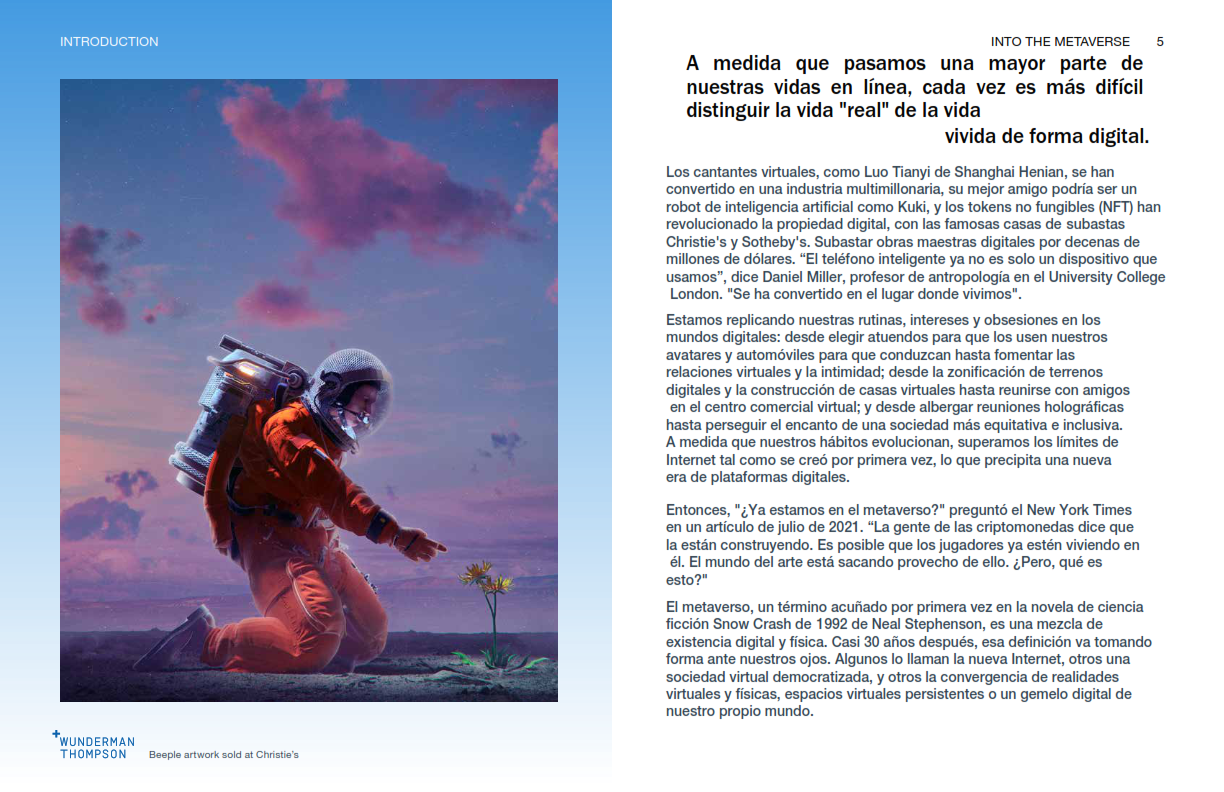 INTRODUCTION
WUNDERMAN
THOMPSON
Beeple artwork sold at Christie's
INTO THE METAVERSE 5
A medida que pasamos una mayor parte de
nuestras vidas en línea, cada vez es más difícil
distinguir la vida "real" de la vida
vivida de forma digital.
Los cantantes virtuales, como Luo Tianyi de Shanghai Henian, se han
convertido en una industria multimillonaria, su mejor amigo podría ser un
robot de inteligencia artificial como Kuki, y los tokens no fungibles (NFT) han
revolucionado la propiedad digital, con las famosas casas de subastas
Christie's y Sotheby's. Subastar obras maestras digitales por decenas de
millones de dólares. “El teléfono inteligente ya no es solo un dispositivo que
usamos”, dice Daniel Miller, profesor de antropología en el University College
London. "Se ha convertido en el lugar donde vivimos".
Estamos replicando nuestras rutinas, intereses y obsesiones en los
mundos digitales: desde elegir atuendos para que los usen nuestros
avatares y automóviles para que conduzcan hasta fomentar las
relaciones virtuales y la intimidad; desde la zonificación de terrenos
digitales y la construcción de casas virtuales hasta reunirse con amigos
en el centro comercial virtual; y desde albergar reuniones holográficas
hasta perseguir el encanto de una sociedad más equitativa e inclusiva.
A medida que nuestros hábitos evolucionan, superamos los límites de
Internet tal como se creó por primera vez, lo que precipita una nueva
era de plataformas digitales.
Entonces, "¿Ya estamos en el metaverso?" preguntó el New York Times
en un artículo de julio de 2021. “La gente de las criptomonedas dice que
la están construyendo. Es posible que los jugadores ya estén viviendo en
él. El mundo del arte está sacando provecho de ello. ¿Pero, qué es
esto?"
El metaverso, un término acuñado por primera vez en la novela de ciencia
ficción Snow Crash de 1992 de Neal Stephenson, es una mezcla de
existencia digital y física. Casi 30 años después, esa definición va tomando
forma ante nuestros ojos. Algunos lo llaman la nueva Internet, otros una
sociedad virtual democratizada, y otros la convergencia de realidades
virtuales y físicas, espacios virtuales persistentes o un gemelo digital de
nuestro propio mundo.